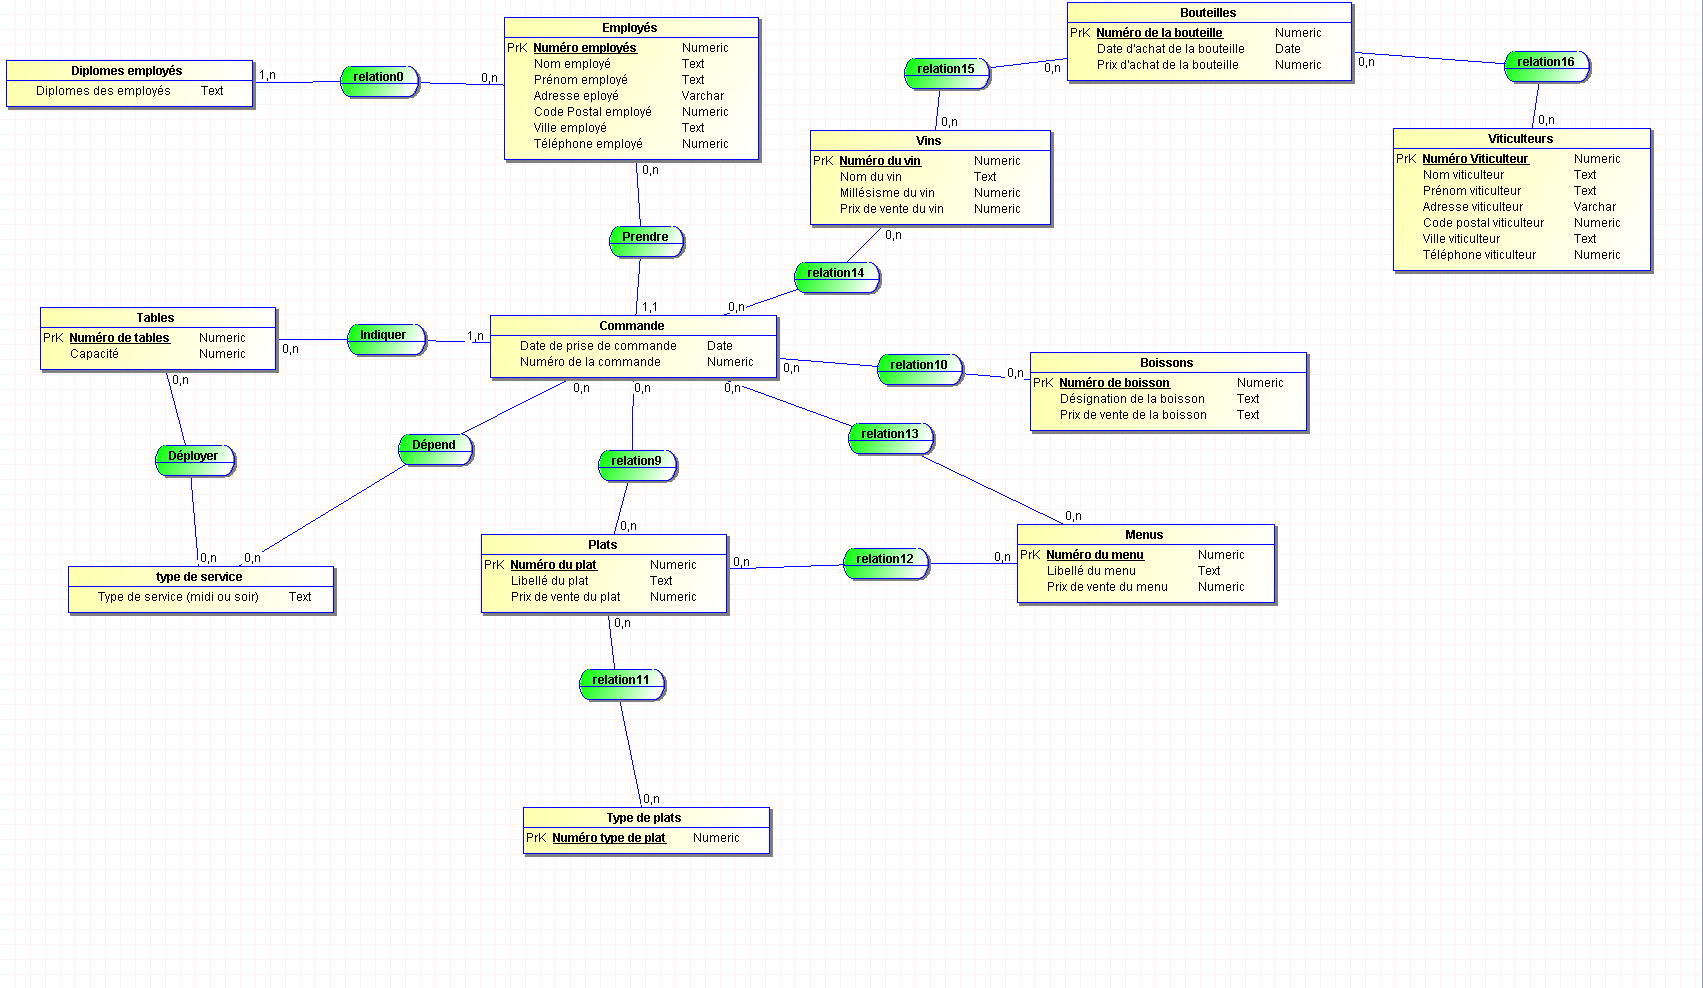 Employés
PrK Numéro employés Numeric
Nom employé Text
Prénom employé Text
Adresse eployé Varchar
Code Postal employé Numeric
Ville employé Text
Téléphone employé Numeric
Diplomes employés
Diplomes des employés Text
1,n
relation0
0,n
0,n
Prendre
1,1
Bouteilles
PrK Numéro de la bouteille Numeric
Date d'achat de la bouteille Date
Prix d'achat de la bouteille Numeric
0,n
relation15
0,n
0,n
relation16
0,n
Vins
PrK Numéro du vin Numeric
Nom du vin Text
Millésisme du vin Numeric
Prix de vente du vin Numeric
Viticulteurs
PrK Numéro Viticulteur Numeric
Nom viticulteur Text
Prénom viticulteur Text
Adresse viticulteur Varchar
Code postal viticulteur Numeric
Ville viticulteur Text
Téléphone viticulteur Numeric
0,n
relation14
0,n
Tables
PrK Numéro de tables Numeric
Capacité Numeric
0,n
Indiquer
1,n
Commande
Date de prise de commande Date
Numéro de la commande Numeric
0,n
relation10
0,n
Boissons
PrK Numéro de boisson Numeric
Désignation de la boisson Text
Prix de vente de la boisson Text
0,n
Déployer
0,n
0,n
Dépend
0,n
0,n
relation9
0,n
0,n
relation13
0,n
type de service
Type de service (midi ou soir) Text
Plats
PrK Numéro du plat Numeric
Libellé du plat Text
Prix de vente du plat Numeric
0,n
relation12
0,n
Menus
PrK Numéro du menu Numeric
Libellé du menu Text
Prix de vente du menu Numeric
0,n
relation11
0,n
Type de plats
PrK Numéro type de plat Numeric